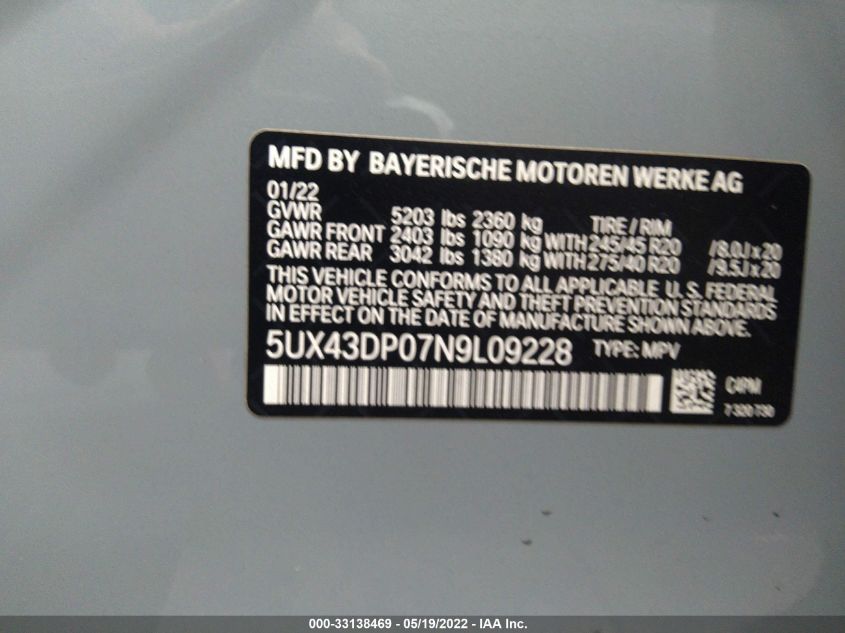 MFD BY BAYERISCHE MOTOREN WERKE AG
01/22
GVWR 5203 lbs 2360 kg TIRE / RIM
GAWR FRONT 2403 lbs 1090 kg WITH 245/45 R20 /8.0J x 20
GAWR REAR 3042 lbs 1380 kg WITH 275/40 R20 /9.5J x 20
THIS VEHICLE CONFORMS TO ALL APPLICABLE U. S. FEDERAL
MOTOR VEHICLE SAFETY AND THEFT PREVENTION STANDARDS
IN EFFECT ON THE DATE OF MANUFACTURE SHOWN ABOVE.
5UX43DP07N9L09228 TYPE: MPV
C4PM
7 320 730
000-33138469 - 05/19/2022 - IAA Inc.